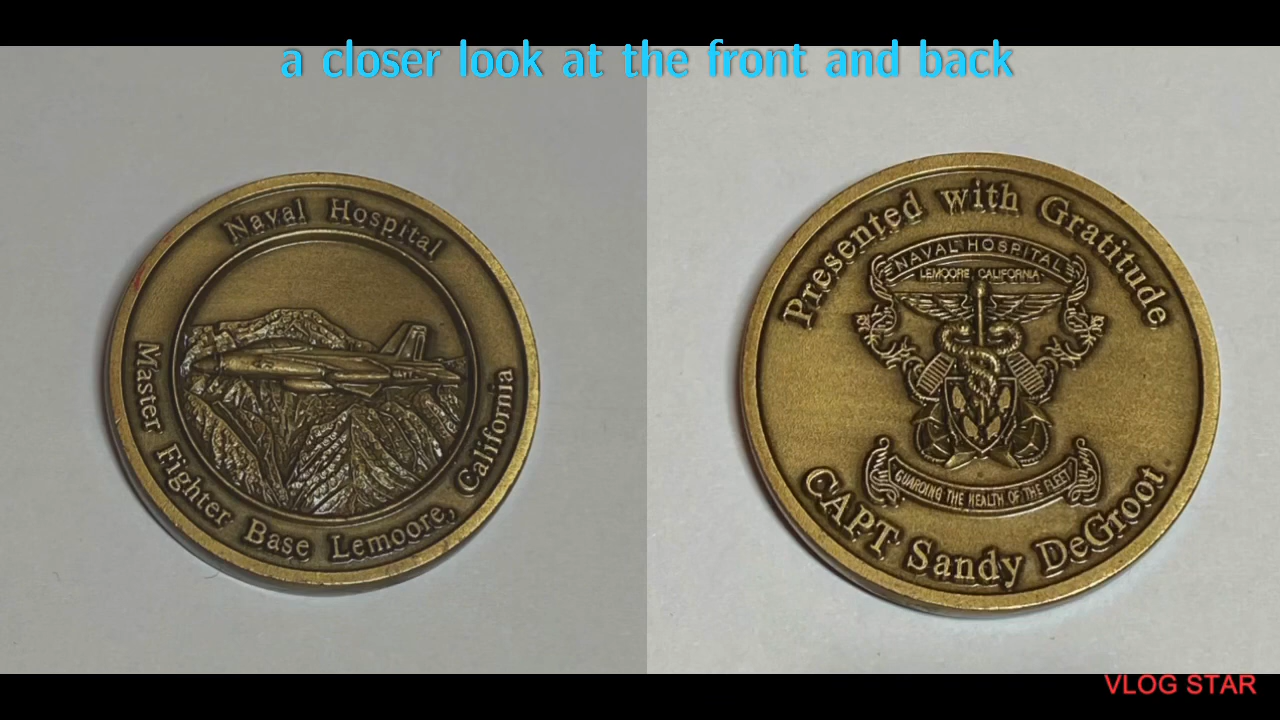 a closer look at the front and back
Naval Hospital
Master Fighter Base Lemoore, California
Presented with Gratitude
NAVAL HOSPITAL
LEMOORE, CALIFORNIA
GUARDING THE HEALTH OF THE FLEET
CAPT Sandy DeGroot
VLOG STAR